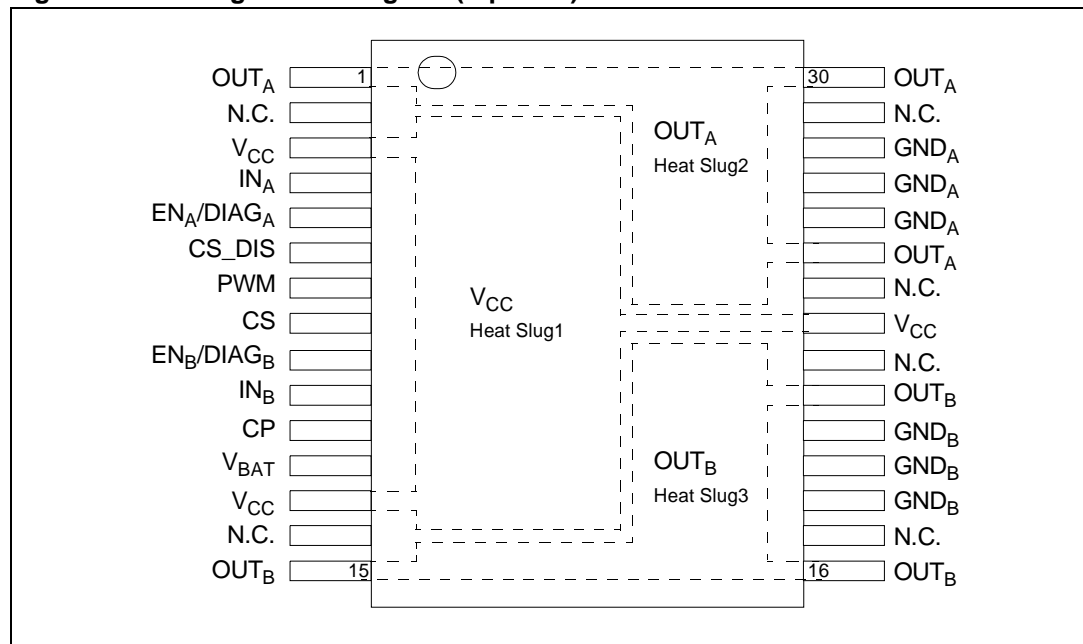 OUTA 1 30 OUTA
N.C. N.C.
VCC GNDA
INA GNDA
ENA/DIAGA GNDA
CS_DIS OUTA
PWM N.C.
CS VCC
ENB/DIAGB N.C.
INB OUTB
CP GNDB
VBAT GNDB
VCC GNDB
N.C. N.C.
OUTB 15 16 OUTB
OUTA
Heat Slug2
VCC
Heat Slug1
OUTB
Heat Slug3